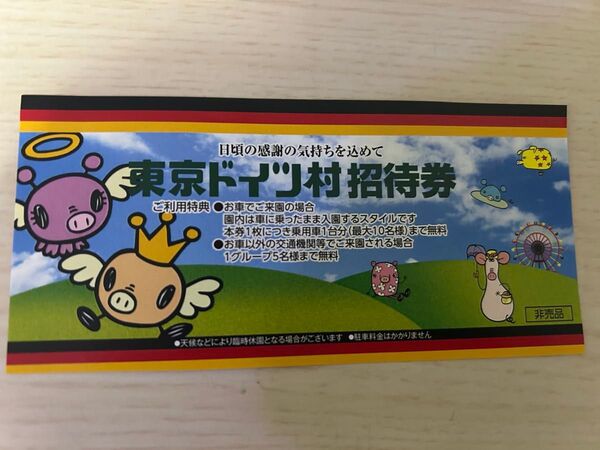 日頃の感謝の気持ちを込めて
東京ドイツ村招待券
ご利用特典 ●お車でご来園の場合
園内は車に乗ったまま入園するスタイルです
本券1枚につき乗用車1台分(最大10名様)まで無料
●お車以外の交通機関等でご来園される場合
1グループ5名様まで無料
非売品
●天候などにより臨時休園となる場合がございます ●駐車料金はかかりません